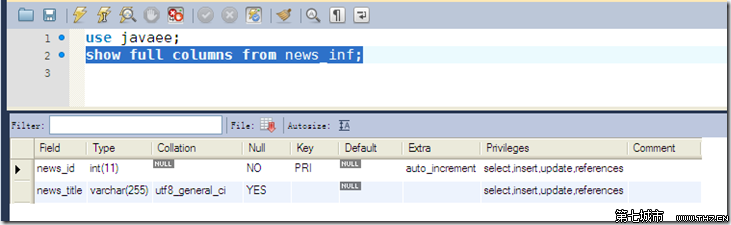 1 use javaee;
2 show full columns from news_inf;
3
Filter: File: Autosize:
Field Type Collation Null Key Default Extra Privileges Comment
news_id int(11) NULL NO PRI NULL auto_increment select,insert,update,references
news_title varchar(255) utf8_general_ci YES NULL select,insert,update,references
第七城市 www.th7.cn